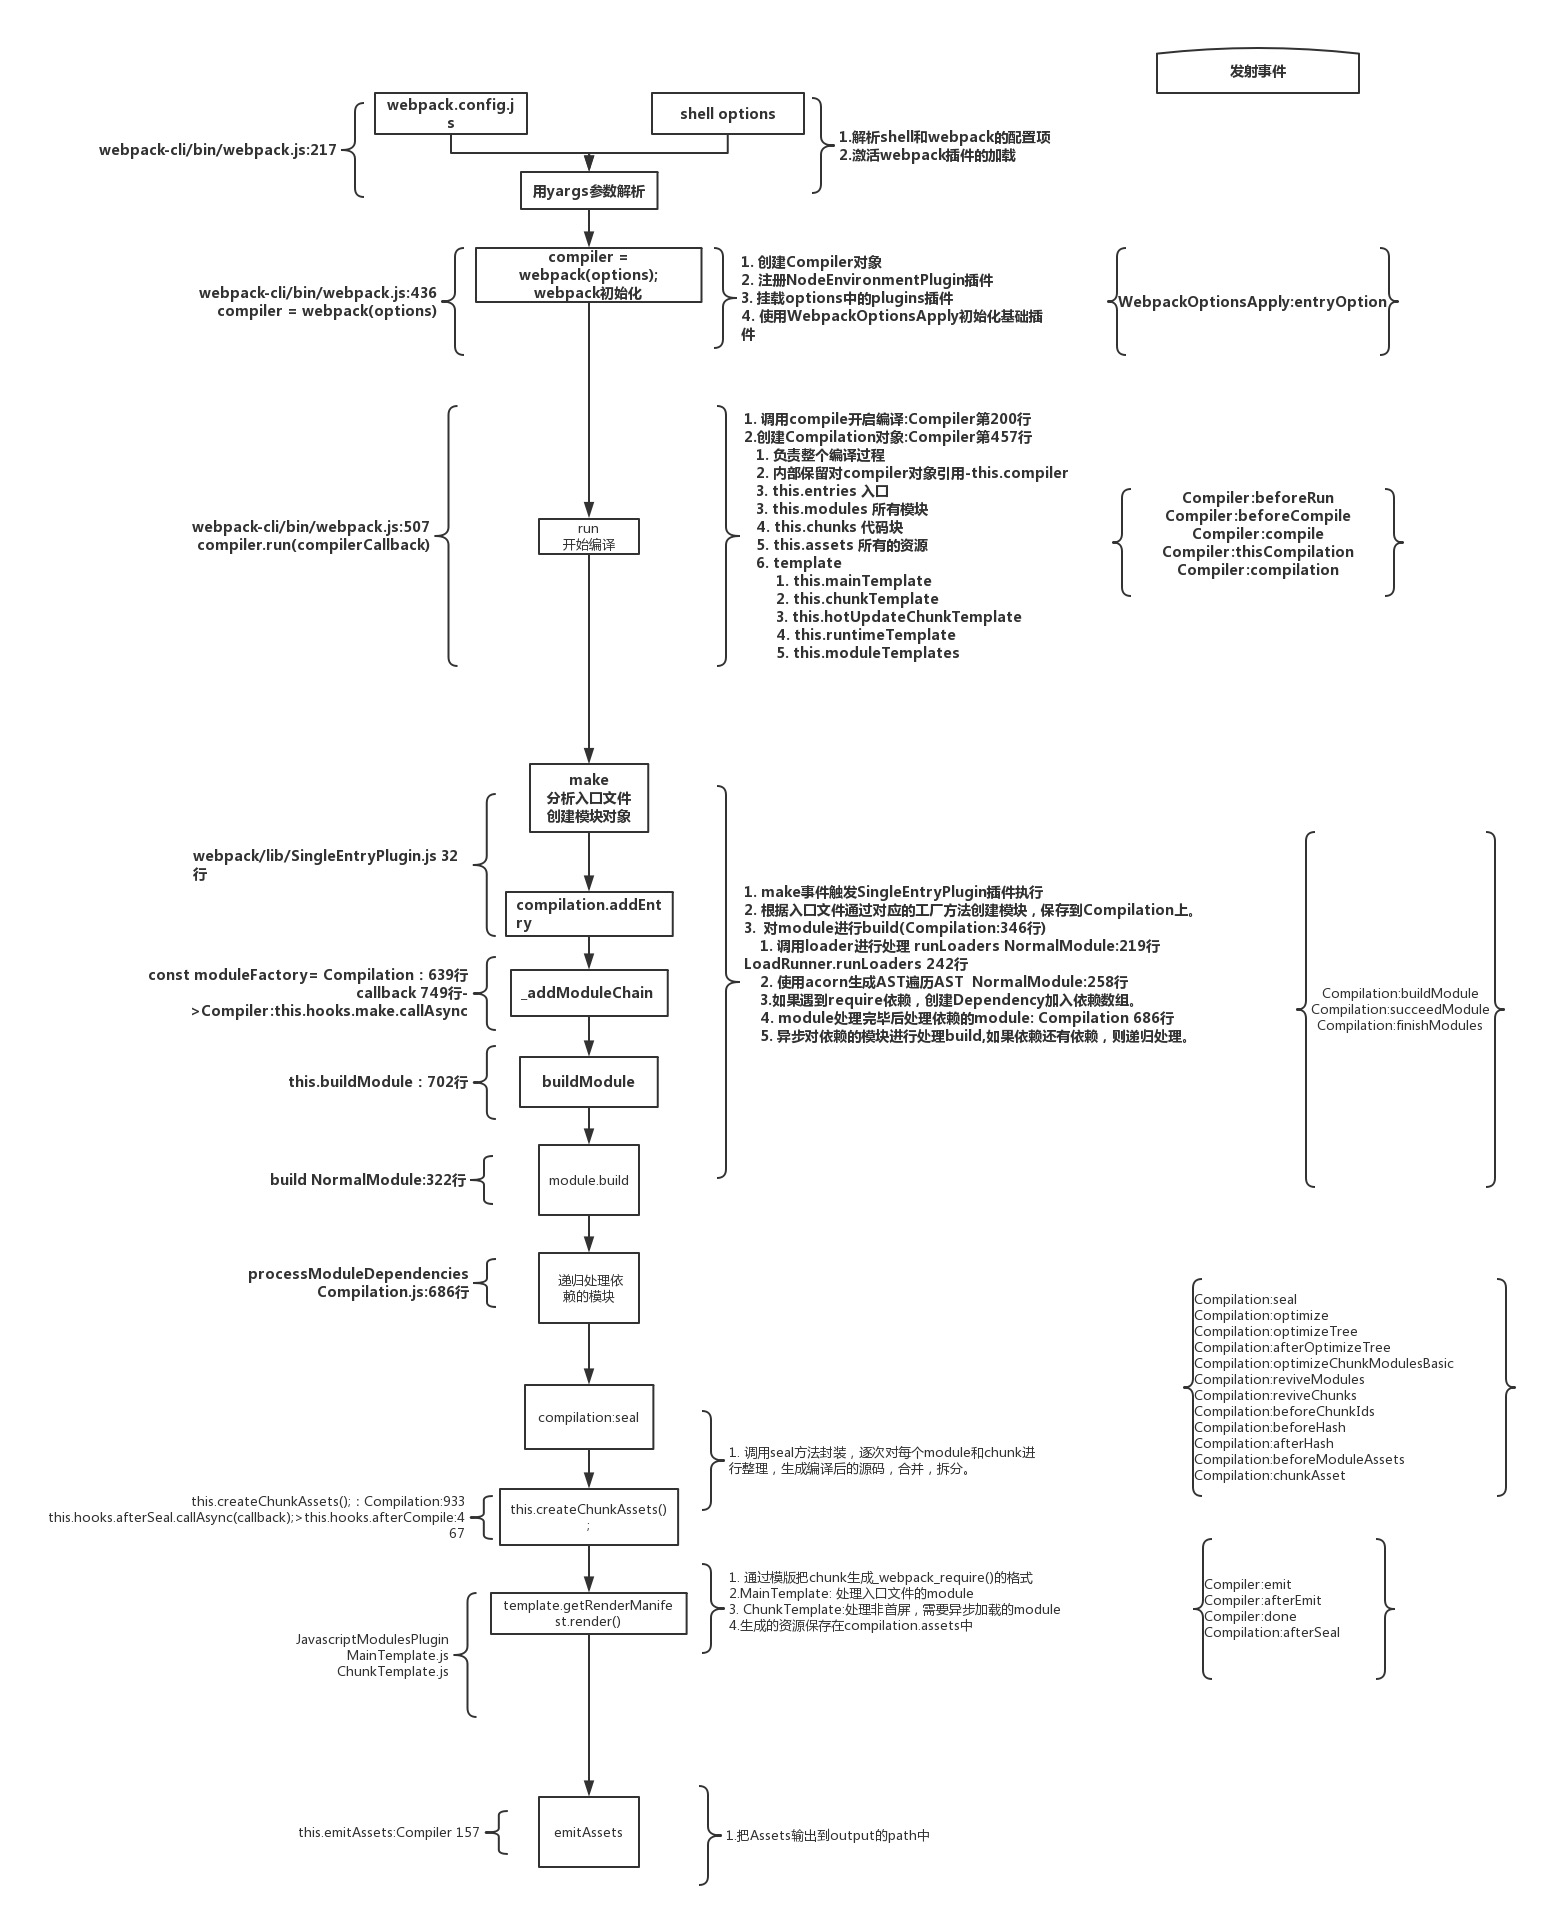 发射事件
webpack.config.j
s
shell options
webpack-cli/bin/webpack.js:217
1.解析shell和webpack的配置项
2.激活webpack插件的加载
用yargs参数解析
compiler =
webpack(options);
webpack初始化
webpack-cli/bin/webpack.js:436
compiler = webpack(options)
1. 创建Compiler对象
2. 注册NodeEnvironmentPlugin插件
3. 挂载options中的plugins插件
4. 使用WebpackOptionsApply初始化基础插
件
WebpackOptionsApply:entryOption
webpack-cli/bin/webpack.js:507
compiler.run(compilerCallback)
run
开始编译
1. 调用compile开启编译:Compiler第200行
2.创建Compilation对象:Compiler第457行
1. 负责整个编译过程
2. 内部保留对compiler对象引用-this.compiler
3. this.entries 入口
3. this.modules 所有模块
4. this.chunks 代码块
5. this.assets 所有的资源
6. template
1. this.mainTemplate
2. this.chunkTemplate
3. this.hotUpdateChunkTemplate
4. this.runtimeTemplate
5. this.moduleTemplates
Compiler:beforeRun
Compiler:beforeCompile
Compiler:compile
Compiler:thisCompilation
Compiler:compilation
make
分析入口文件
创建模块对象
webpack/lib/SingleEntryPlugin.js 32
行
compilation.addEnt
ry
const moduleFactory= Compilation：639行
callback 749行-
>Compiler:this.hooks.make.callAsync
_addModuleChain
this.buildModule：702行
buildModule
build NormalModule:322行
module.build
1. make事件触发SingleEntryPlugin插件执行
2. 根据入口文件通过对应的工厂方法创建模块，保存到Compilation上。
3.  对module进行build(Compilation:346行)
1. 调用loader进行处理 runLoaders NormalModule:219行
LoadRunner.runLoaders 242行
2. 使用acorn生成AST遍历AST  NormalModule:258行
3.如果遇到require依赖，创建Dependency加入依赖数组。
4. module处理完毕后处理依赖的module: Compilation 686行
5. 异步对依赖的模块进行处理build,如果依赖还有依赖，则递归处理。
Compilation:buildModule
Compilation:succeedModule
Compilation:finishModules
processModuleDependencies
Compilation.js:686行
递归处理依
赖的模块
Compilation:seal
Compilation:optimize
Compilation:optimizeTree
Compilation:afterOptimizeTree
Compilation:optimizeChunkModulesBasic
Compilation:reviveModules
Compilation:reviveChunks
Compilation:beforeChunkIds
Compilation:beforeHash
Compilation:afterHash
Compilation:beforeModuleAssets
Compilation:chunkAsset
compilation:seal
1. 调用seal方法封装，逐次对每个module和chunk进
行整理，生成编译后的源码，合并，拆分。
this.createChunkAssets();：Compilation:933
this.hooks.afterSeal.callAsync(callback);>this.hooks.afterCompile:4
67
this.createChunkAssets()
;
template.getRenderManife
st.render()
1. 通过模版把chunk生成_webpack_require()的格式
2.MainTemplate: 处理入口文件的module
3. ChunkTemplate:处理非首屏，需要异步加载的module
4.生成的资源保存在compilation.assets中
Compiler:emit
Compiler:afterEmit
Compiler:done
Compilation:afterSeal
JavascriptModulesPlugin
MainTemplate.js
ChunkTemplate.js
this.emitAssets:Compiler 157
emitAssets
1.把Assets输出到output的path中